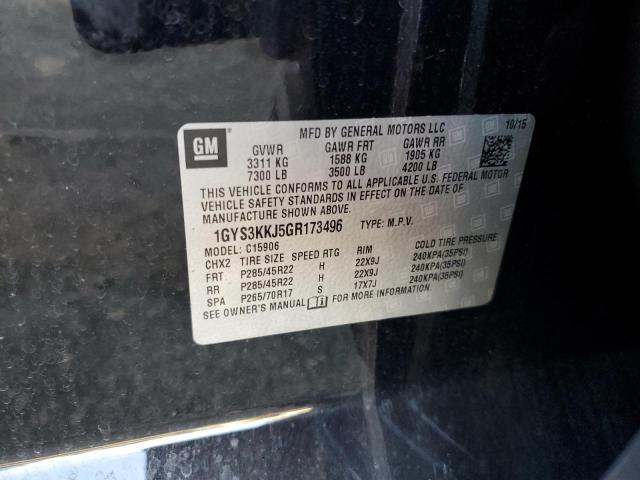 GM
MFD BY GENERAL MOTORS LLC 10/15
GVWR GAWR FRT GAWR RR
3311 KG 1588 KG 1905 KG
7300 LB 3500 LB 4200 LB
THIS VEHICLE CONFORMS TO ALL APPLICABLE U.S. FEDERAL MOTOR
VEHICLE SAFETY AND THEFT PREVENTION STANDARDS IN EFFECT ON THE DATE OF
MANUFACTURE SHOWN ABOVE.
1GYS3KKJ5GR173496 TYPE: M.P.V.
MODEL: C15906
CHX2 TIRE SIZE SPEED RTG RIM COLD TIRE PRESSURE
FRT P285/45R22 H 22X9J 240KPA(35PSI)
RR P285/45R22 H 22X9J 240KPA(35PSI)
SPA P265/70R17 S 17X7J 240KPA(35PSI)
SEE OWNER'S MANUAL FOR MORE INFORMATION.